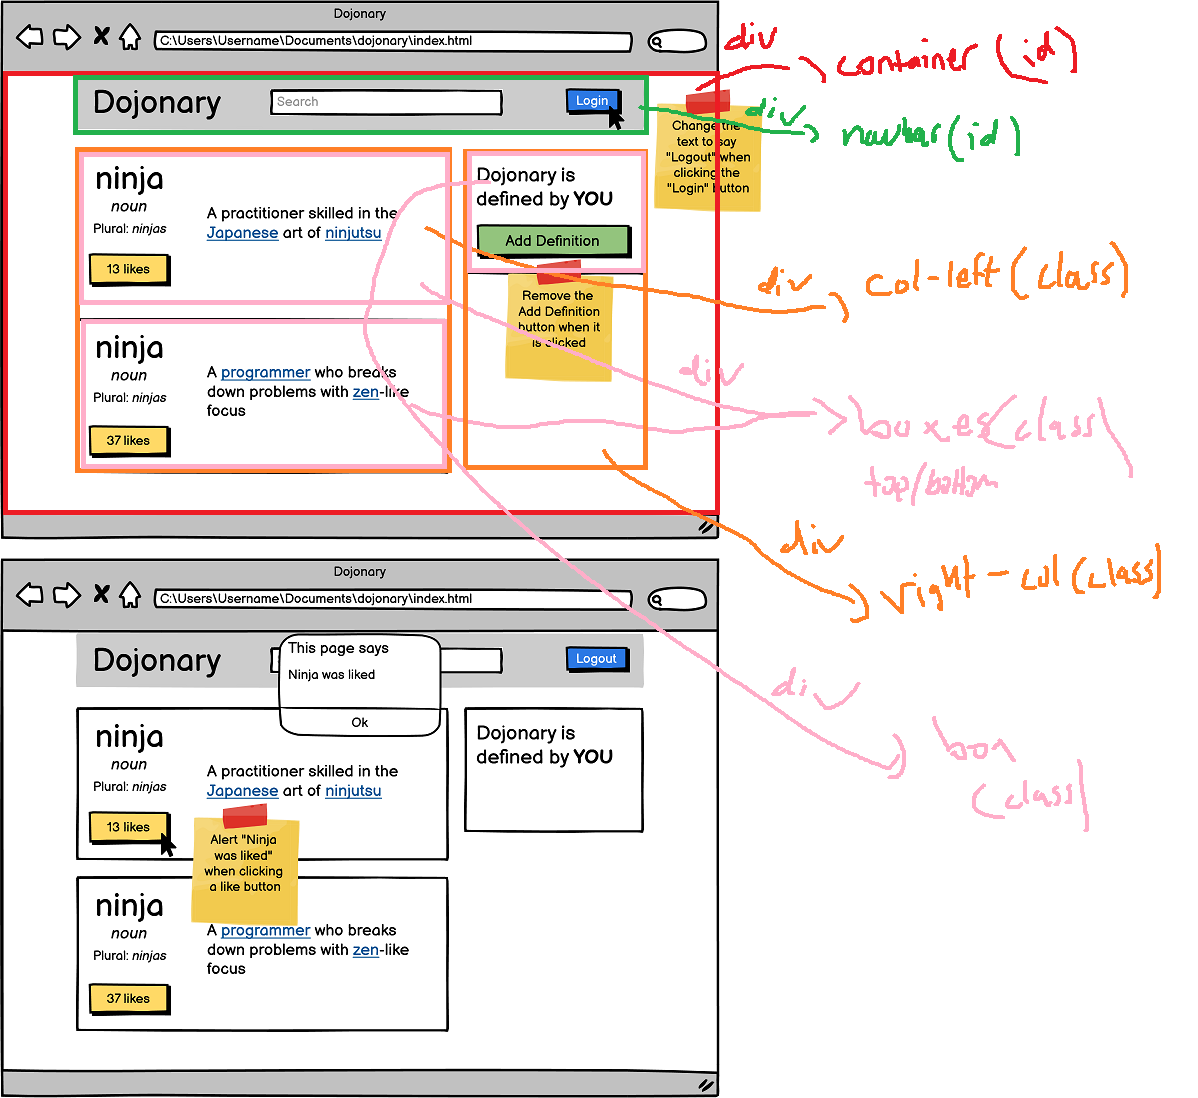 Dojonary
C:\Users\Username\Documents\dojonary\index.html
div
container (id)
Dojonary
Search
Login
div
navbar (id)
Change the
text to say
"Logout" when
clicking the
"Login" button
ninja
noun
Plural: ninjas
13 likes
A practitioner skilled in the
Japanese art of ninjutsu
Dojonary is
defined by YOU
Add Definition
div
col-left (class)
Remove the
Add Definition
button when it
is clicked
ninja
noun
Plural: ninjas
37 likes
A programmer who breaks
down problems with zen-like
focus
div
boxes (class)
top/bottom
div
right-col (class)
div
box
(class)
Dojonary
C:\Users\Username\Documents\dojonary\index.html
Dojonary
This page says
Ninja was liked
Ok
Logout
ninja
noun
Plural: ninjas
13 likes
A practitioner skilled in the
Japanese art of ninjutsu
Dojonary is
defined by YOU
Alert "Ninja
was liked"
when clicking
a like button
ninja
noun
Plural: ninjas
37 likes
A programmer who breaks
down problems with zen-like
focus